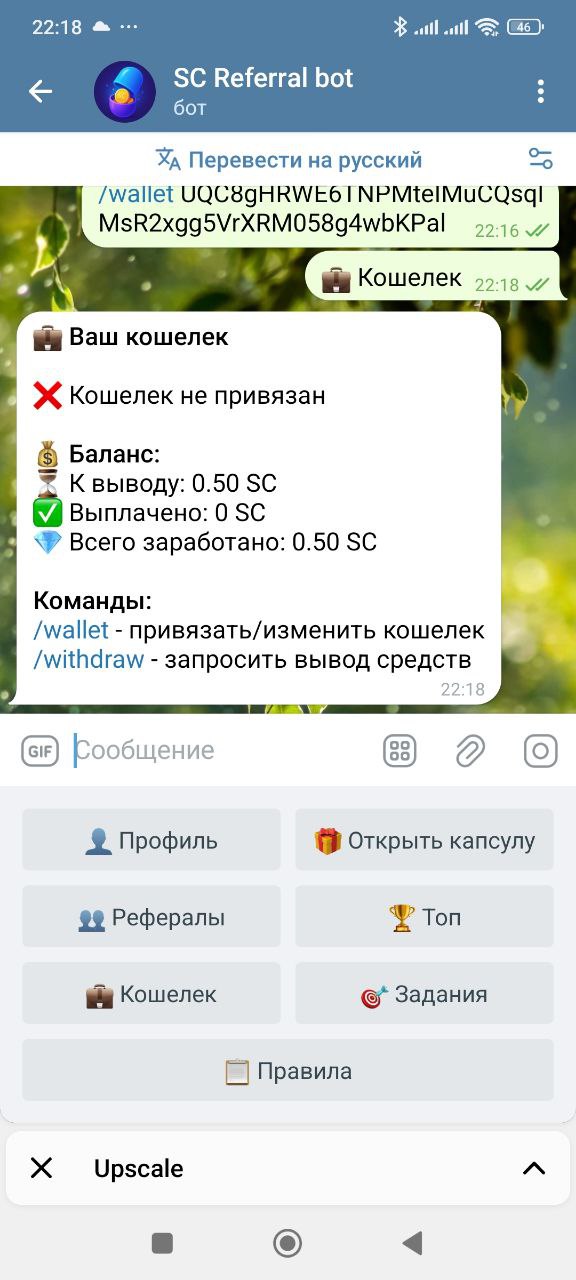 22:18
46
SC Referral bot
бот
Перевести на русский
/wallet UQC8gHRWE6TNPMteIMuCQsqI
MsR2xgg5VrXRM058g4wbKPal
22:16
💼 Кошелек 22:18
💼 Ваш кошелек
❌ Кошелек не привязан
💰 Баланс:
⏳ К выводу: 0.50 SC
✅ Выплачено: 0 SC
💎 Всего заработано: 0.50 SC
Команды:
/wallet - привязать/изменить кошелек
/withdraw - запросить вывод средств
22:18
GIF Сообщение
👤 Профиль
🎁 Открыть капсулу
👥 Рефералы
🏆 Топ
💼 Кошелек
🎯 Задания
📋 Правила
Upscale